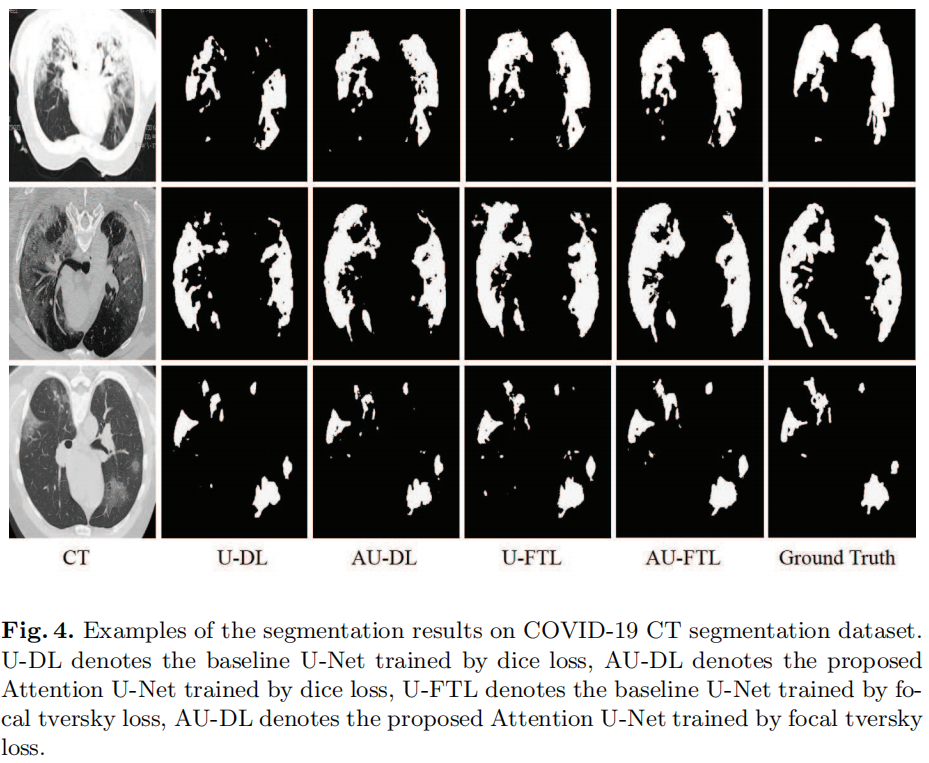 CT U-DL AU-DL U-FTL AU-FTL Ground Truth
Fig. 4. Examples of the segmentation results on COVID-19 CT segmentation dataset.
U-DL denotes the baseline U-Net trained by dice loss, AU-DL denotes the proposed
Attention U-Net trained by dice loss, U-FTL denotes the baseline U-Net trained by fo-
cal tversky loss, AU-DL denotes the proposed Attention U-Net trained by focal tversky
loss.